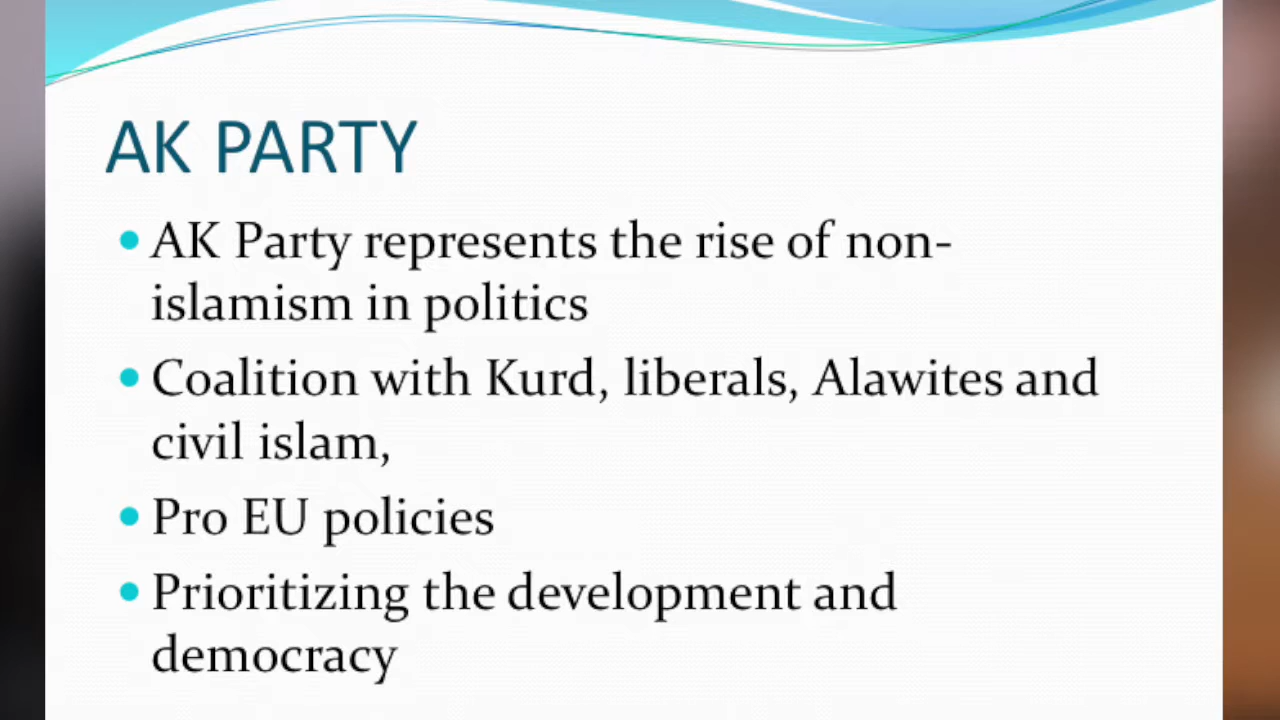 AK PARTY
AK Party represents the rise of non-
islamism in politics
Coalition with Kurd, liberals, Alawites and
civil islam,
Pro EU policies
Prioritizing the development and
democracy